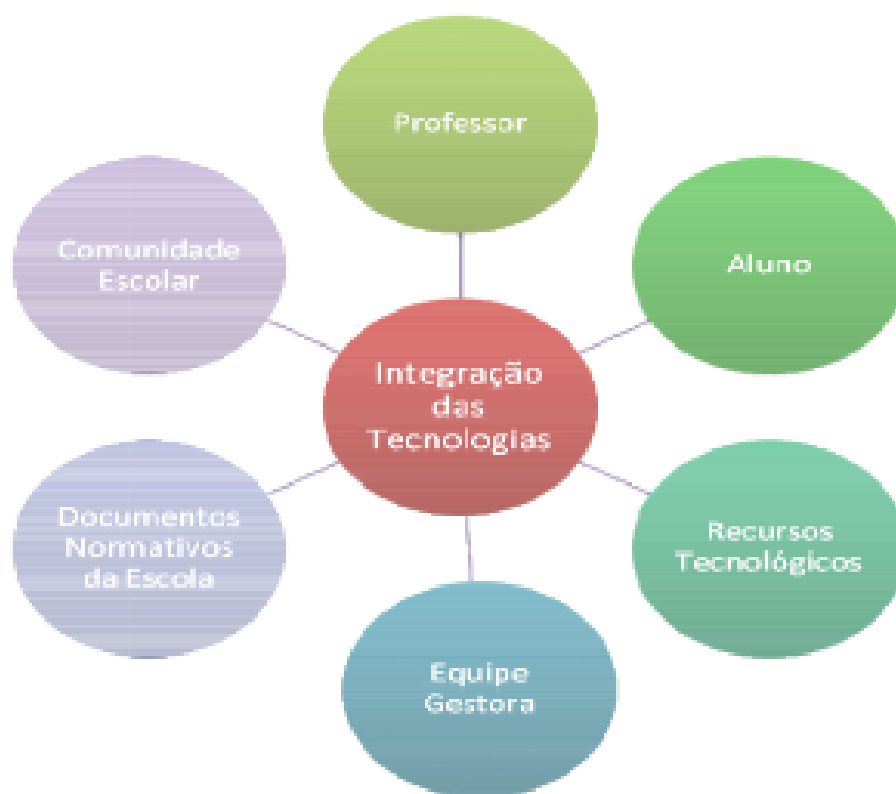 Professor
Comunidade
Escolar
Aluno
Integração
das
Tecnologias
Documentos
Normativos
da Escola
Recursos
Tecnológicos
Equipe
Gestora